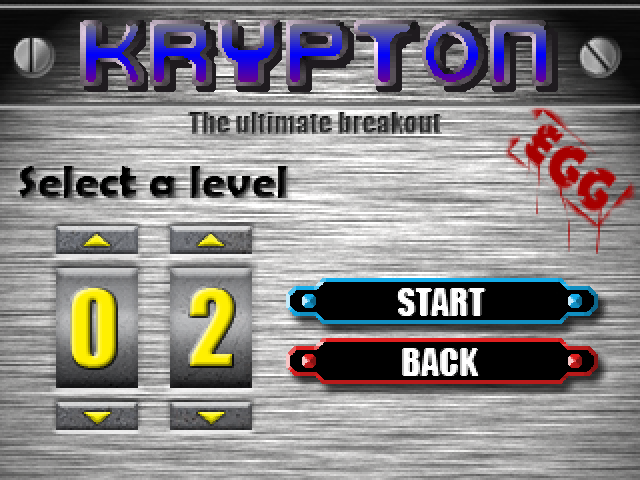 KRYPTON
The ultimate breakout
EGG
Select a level
0 2
START
BACK